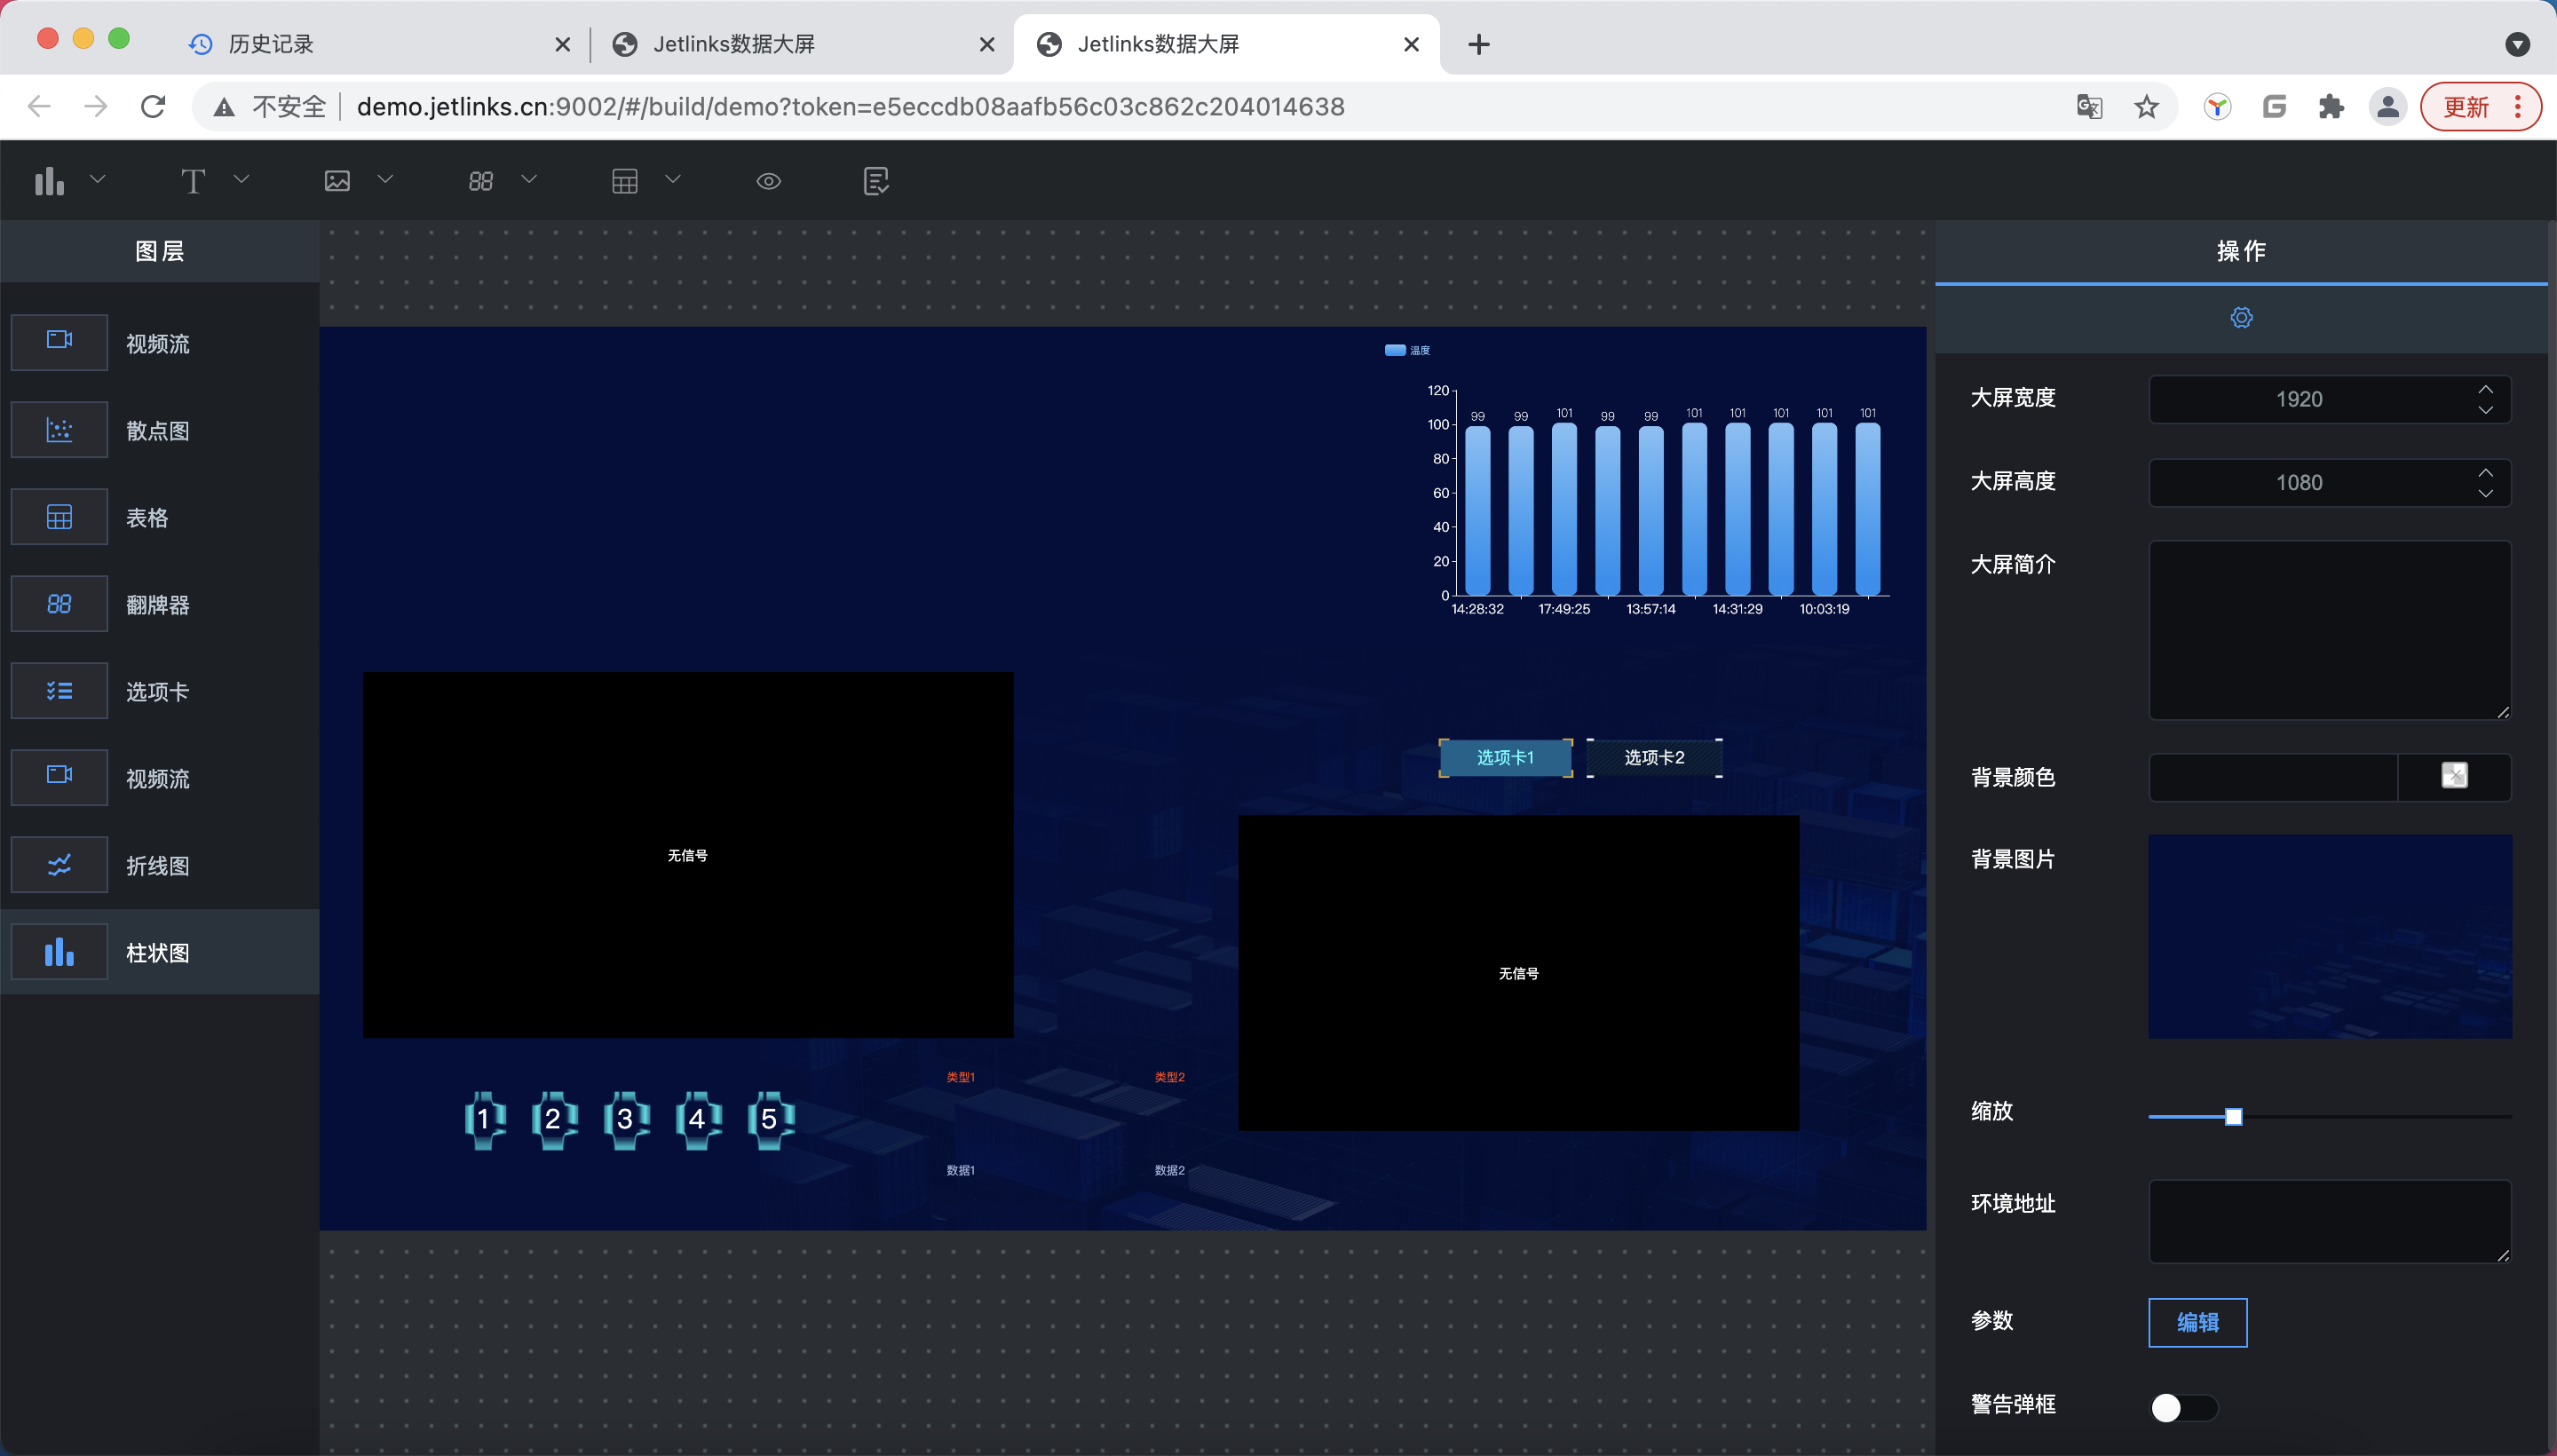 历史记录
Jetlinks数据大屏
Jetlinks数据大屏
不安全
demo.jetlinks.cn:9002/#/build/demo?token=e5eccdb08aafb56c03c862c204014638
更新
T
88
图层
视频流
散点图
表格
88
翻牌器
选项卡
视频流
折线图
柱状图
温度
120
100
80
60
40
20
0
99 99 101 99 99 101 101 101 101 101
14:28:32 17:49:25 13:57:14 14:31:29 10:03:19
选项卡1
选项卡2
无信号
无信号
1 2 3 4 5
类型1 类型2
数据1 数据2
操作
大屏宽度
1920
大屏高度
1080
大屏简介
背景颜色
背景图片
缩放
环境地址
参数
编辑
警告弹框